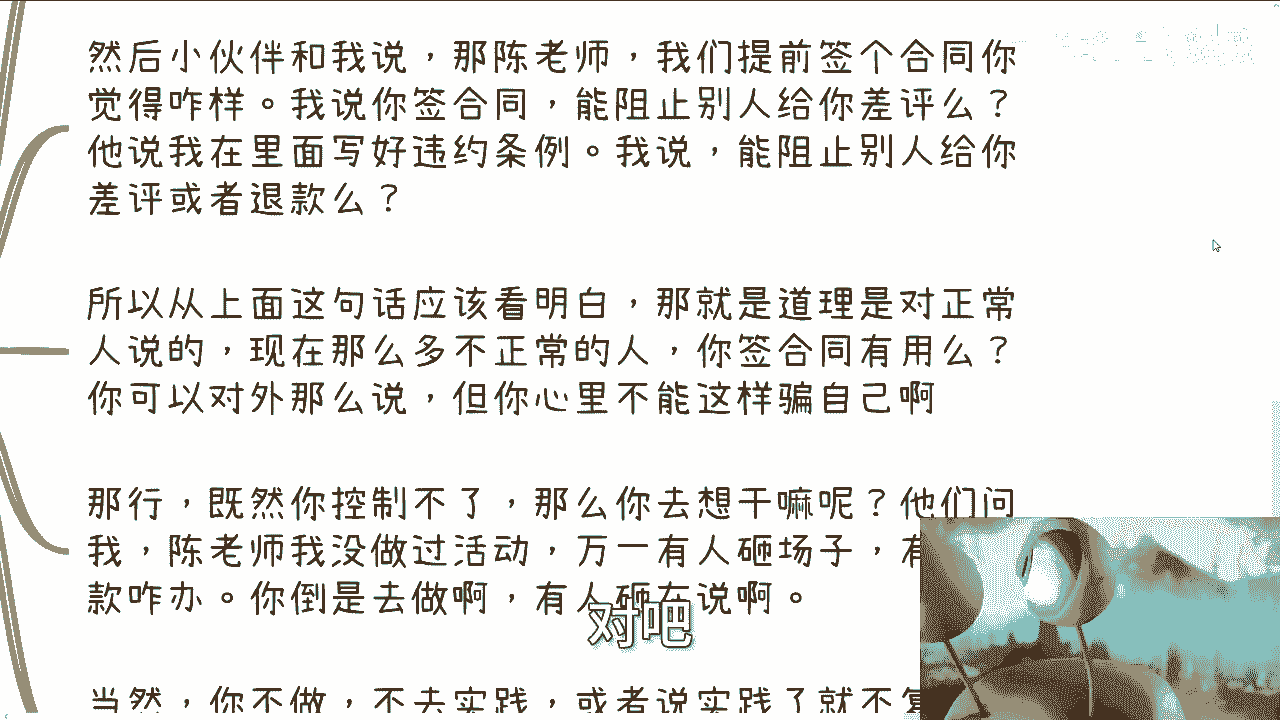 然后小伙伴和我说，那陈老师，我们提前签个合同你
觉得咋样。我说你签合同，能阻止别人给你差评么？
他说我在里面写好违约条例。我说，能阻止别人给你
差评或者退款么？
所以从上面这句话应该看明白，那就是道理是对正常
人说的，现在那么多不正常的人，你签合同有用么？
你可以对外那么说，但你心里不能这样骗自己啊
那行，既然你控制不了，那么你去想干嘛呢？他们问
我，陈老师我没做过活动，万一有人砸场子，有
款咋办。你倒是去做啊，有人砸在说啊。
对吧
当然，你不做，不去实践，或者说实践了就不复